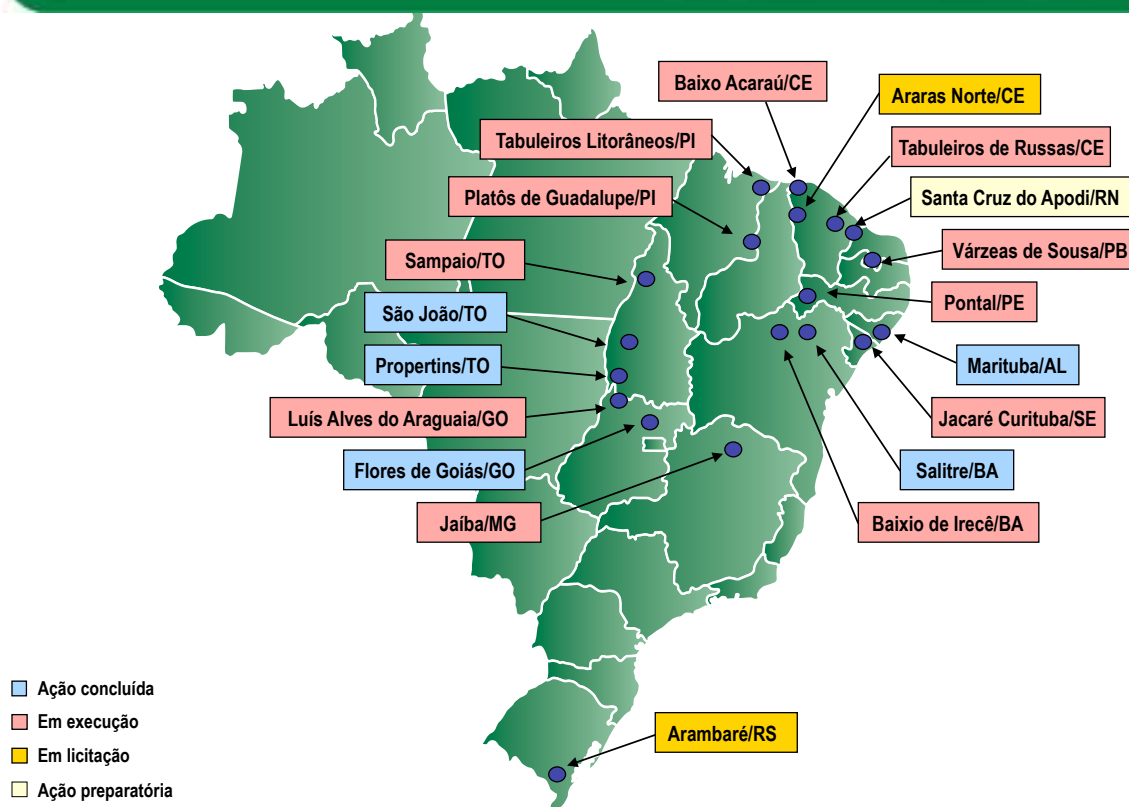 Baixo Acaraú/CE
Araras Norte/CE
Tabuleiros Litorâneos/PI
Tabuleiros de Russas/CE
Platôs de Guadalupe/PI
Santa Cruz do Apodi/RN
Sampaio/TO
Várzeas de Sousa/PB
São João/TO
Pontal/PE
Propertins/TO
Marituba/AL
Luís Alves do Araguaia/GO
Jacaré Curituba/SE
Flores de Goiás/GO
Salitre/BA
Jaíba/MG
Baixio de Irecê/BA
Ação concluída
Em execução
Em licitação
Arambaré/RS
Ação preparatória